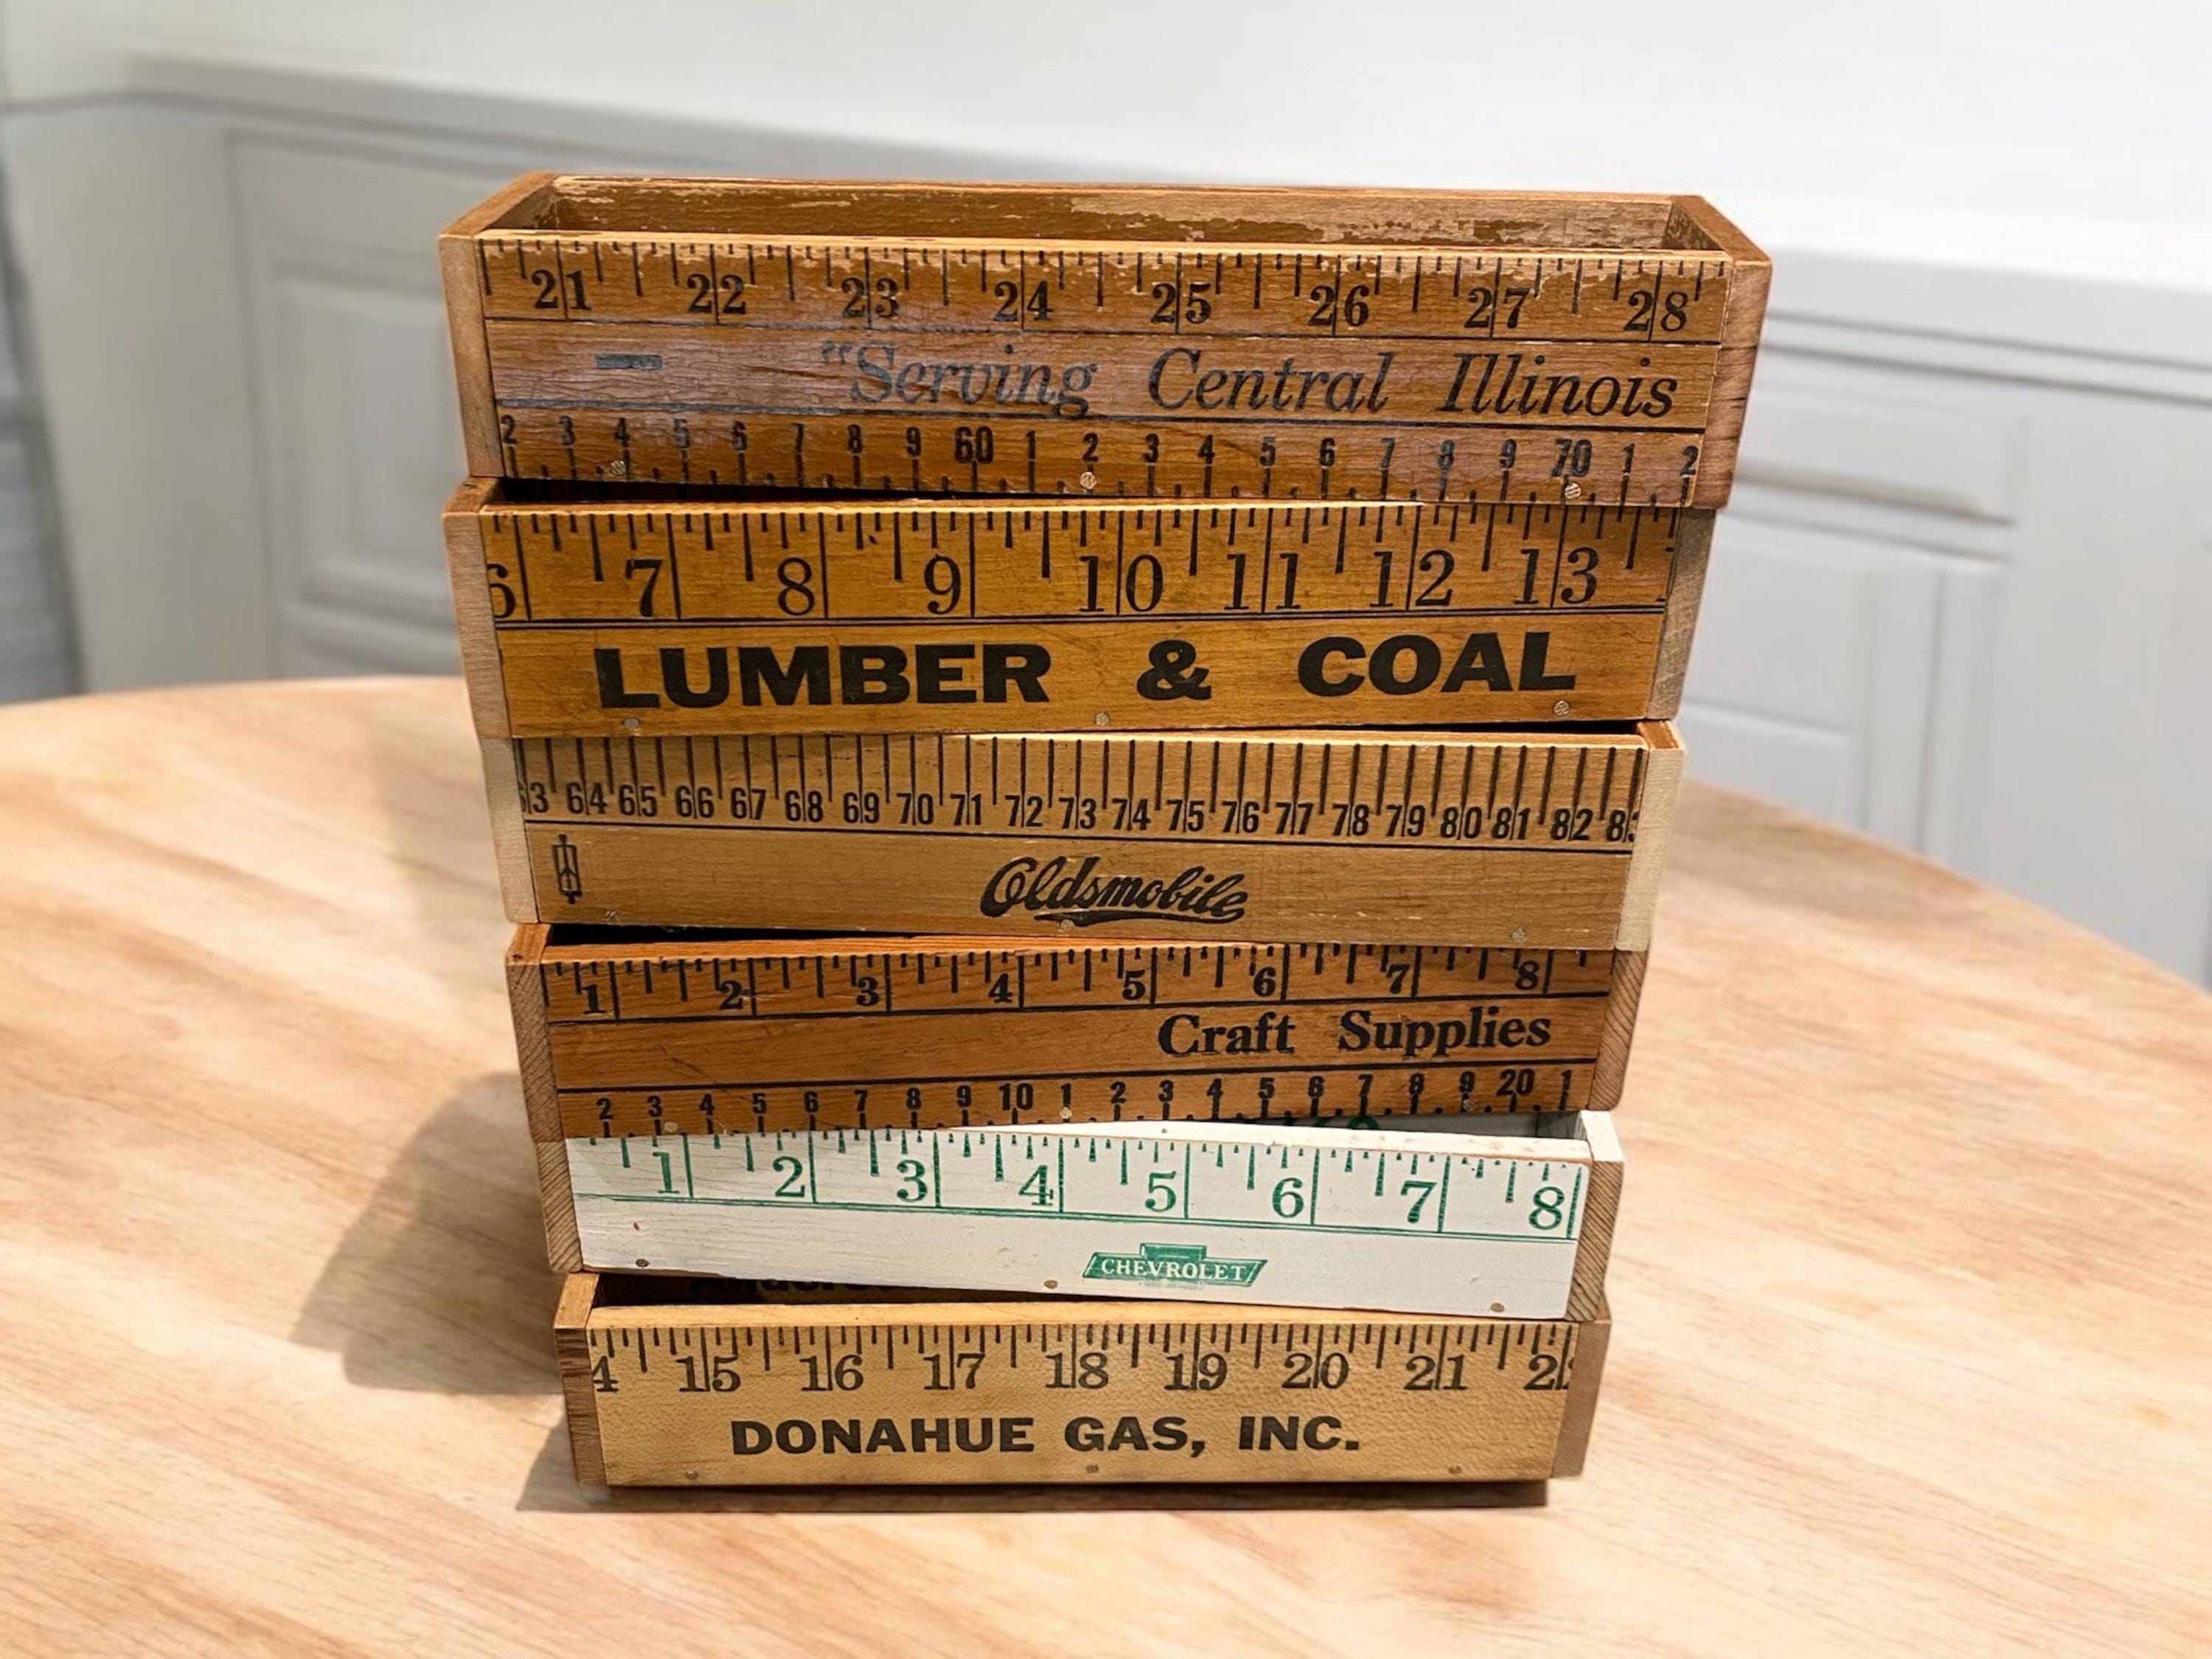 21 22 23 24 25 26 27 28
"Serving Central Illinois
2 3 4 5 6 7 8 9 60 1 2 3 4 5 6 7 8 9 70 1 2
6 7 8 9 10 11 12 13
LUMBER & COAL
63 64 65 66 67 68 69 70 71 72 73 74 75 76 77 78 79 80 81 82 83
Oldsmobile
1 2 3 4 5 6 7 8
Craft Supplies
2 3 4 5 6 7 8 9 10 1 2 3 4 5 6 7 8 9 20 1
1 2 3 4 5 6 7 8
CHEVROLET
4 15 16 17 18 19 20 21 2
DONAHUE GAS, INC.